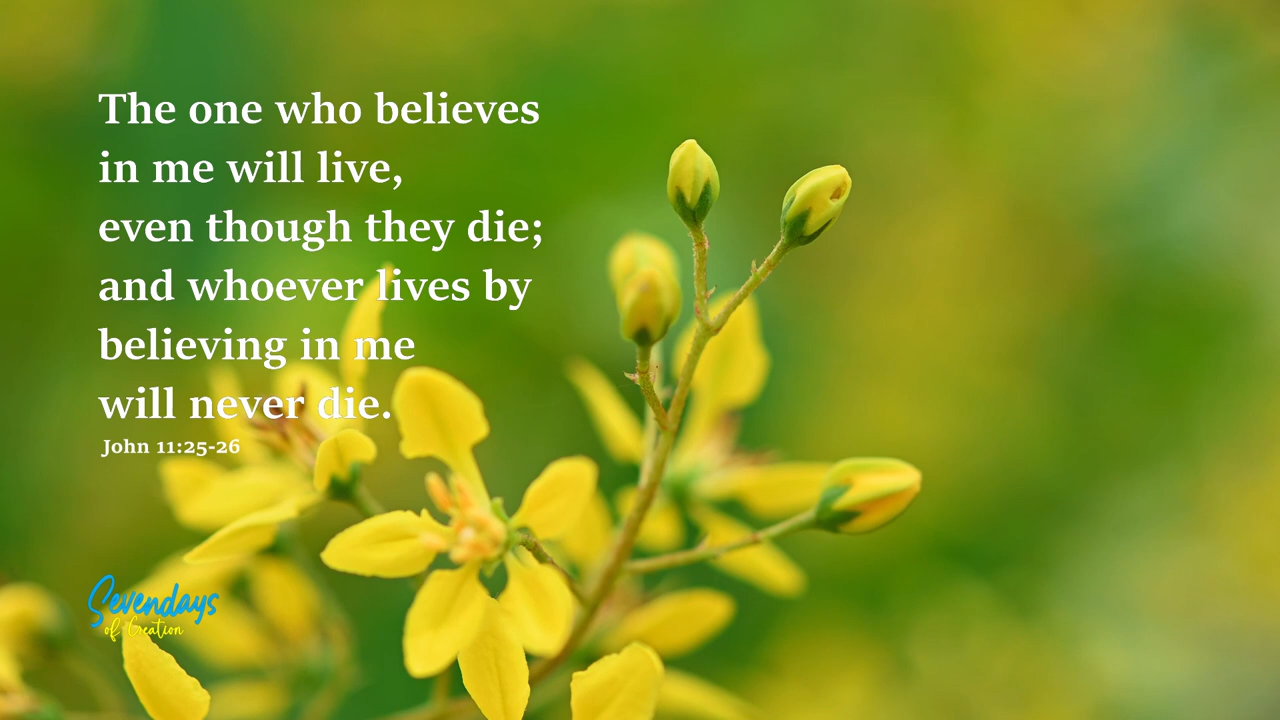 The one who believes
in me will live,
even though they die;
and whoever lives by
believing in me
will never die.
John 11:25-26
Sevendays
of Creation